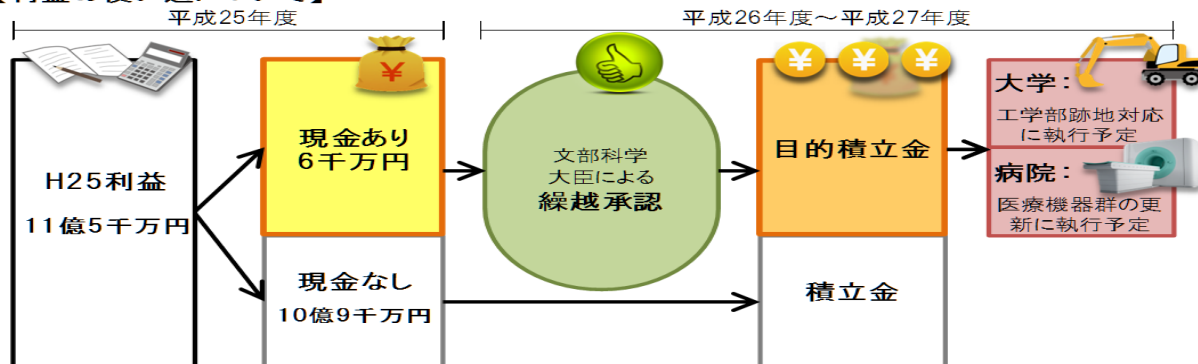 平成25年度
平成26年度～平成27年度
H25利益
11億5千万円
現金あり
6千万円
現金なし
10億9千万円
文部科学
大臣による
繰越承認
目的積立金
積立金
大学：
工学部跡地対応
に執行予定
病院：
医療機器群の更
新に執行予定
¥
¥
¥
¥